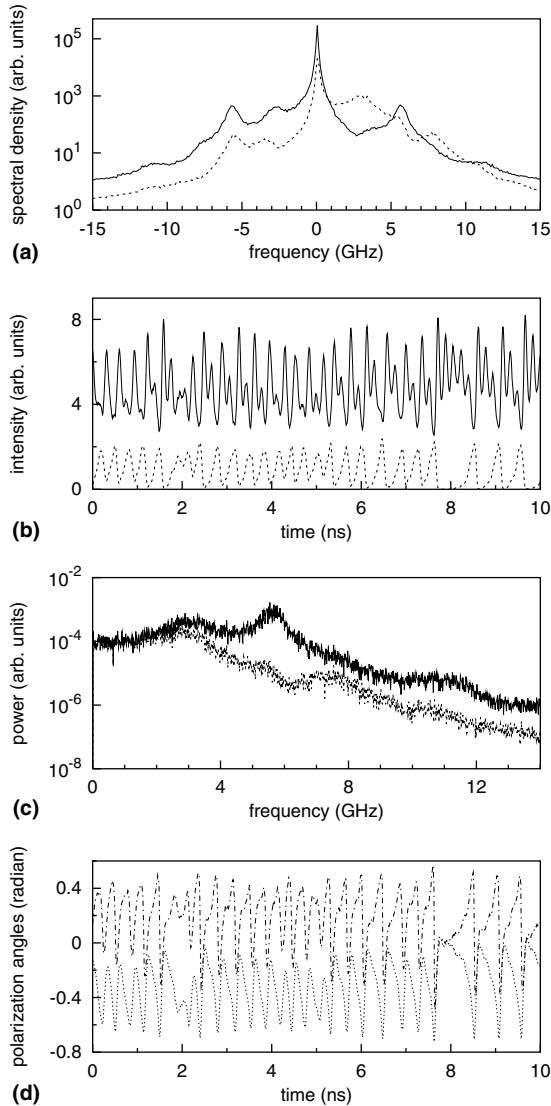 spectral density (arb. units)
10^5
10^3
10^1
10^0
-15 -10 -5 0 5 10 15
frequency (GHz)
(a)
intensity (arb. units)
8
4
0
0 2 4 6 8 10
time (ns)
(b)
power (arb. units)
10^-2
10^-4
10^-6
10^-8
0 4 8 12
frequency (GHz)
(c)
polarization angles (radian)
0.4
0
-0.4
-0.8
0 2 4 6 8 10
time (ns)
(d)